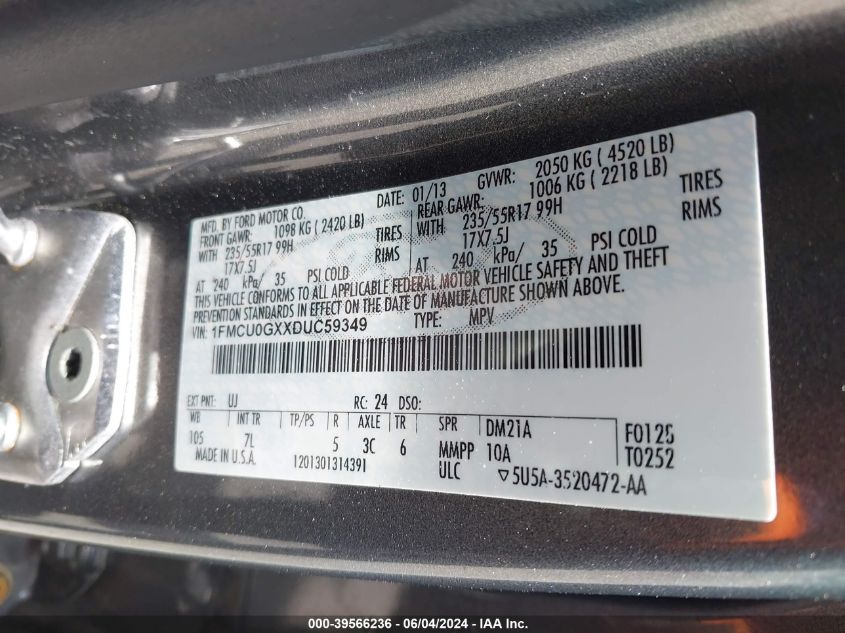 MFD. BY FORD MOTOR CO.
DATE: 01/13 GVWR: 2050 KG ( 4520 LB)
FRONT GAWR: 1098 KG ( 2420 LB) REAR GAWR: 1006 KG ( 2218 LB)
WITH 235/55R17 99H TIRES WITH 235/55R17 99H TIRES
17X7.5J RIMS 17X7.5J RIMS
AT 240 kPa/ 35 PSI COLD AT 240 kPa/ 35 PSI COLD
THIS VEHICLE CONFORMS TO ALL APPLICABLE FEDERAL MOTOR VEHICLE SAFETY AND THEFT
PREVENTION STANDARDS IN EFFECT ON THE DATE OF MANUFACTURE SHOWN ABOVE.
VIN: 1FMCU0GXXDUC59349 TYPE: MPV
EXT PNT: UJ RC: 24 DSO:
WB INT TR TP/PS R AXLE TR SPR DM21A F0125
105 7L 5 3C 6 MMPP 10A T0252
MADE IN U.S.A. 1201301314391 ULC ▽5U5A-3520472-AA
000-39566236 - 06/04/2024 - IAA Inc.